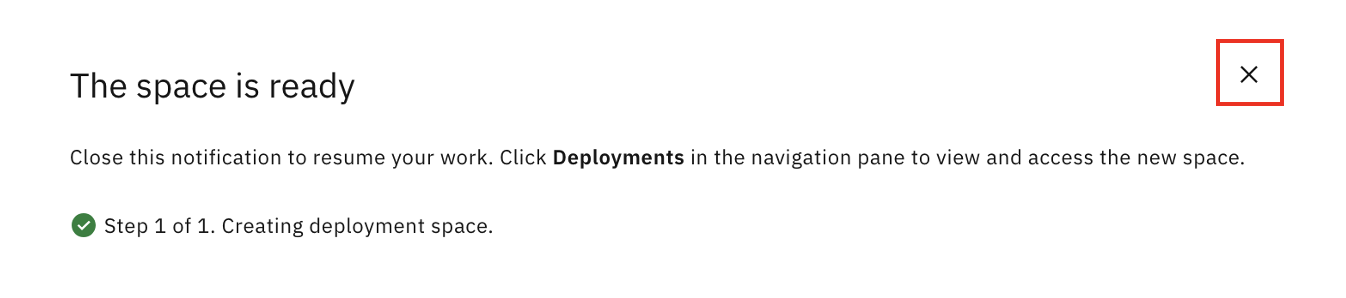 The space is ready
Close this notification to resume your work. Click Deployments in the navigation pane to view and access the new space.
Step 1 of 1. Creating deployment space.